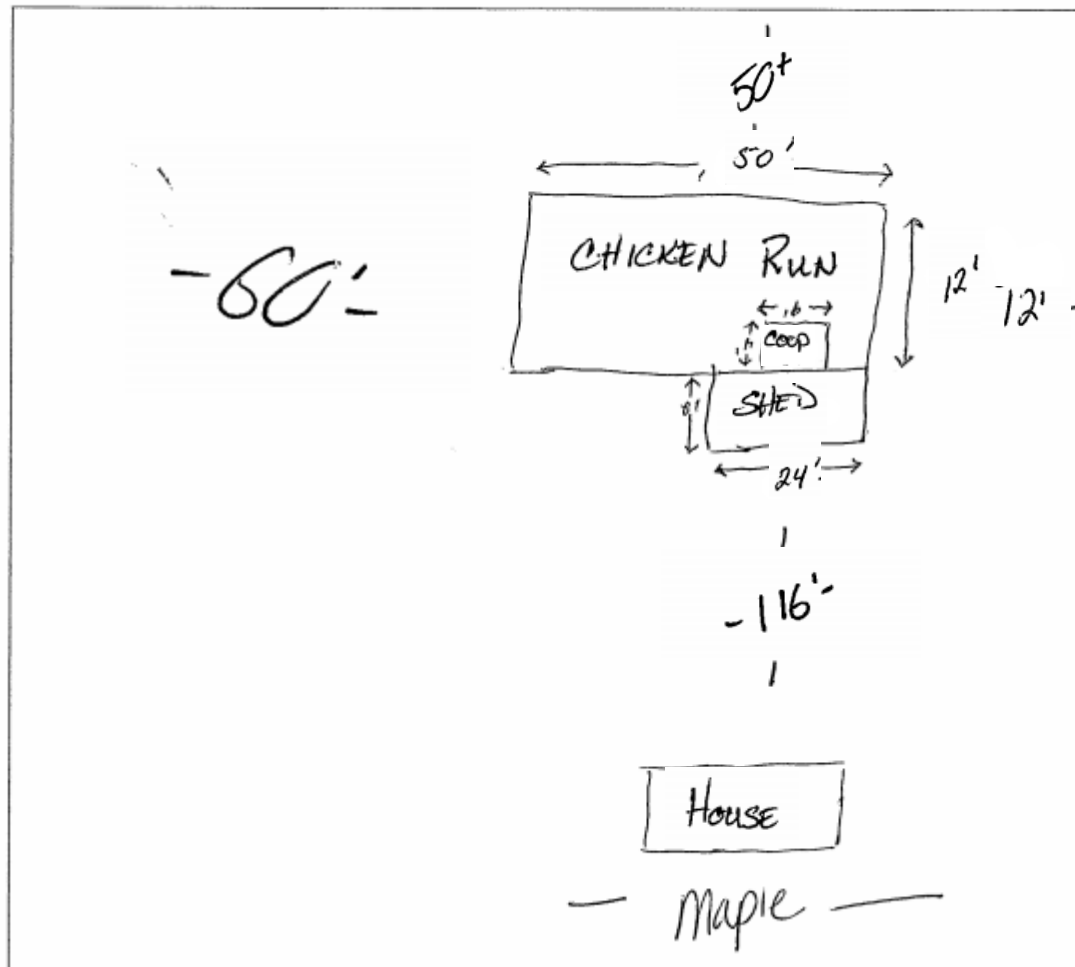 50+
50'
CHICKEN RUN
12'
-12'-
-60'-
COOP
SHED
24'
-116'-
HOUSE
Maple